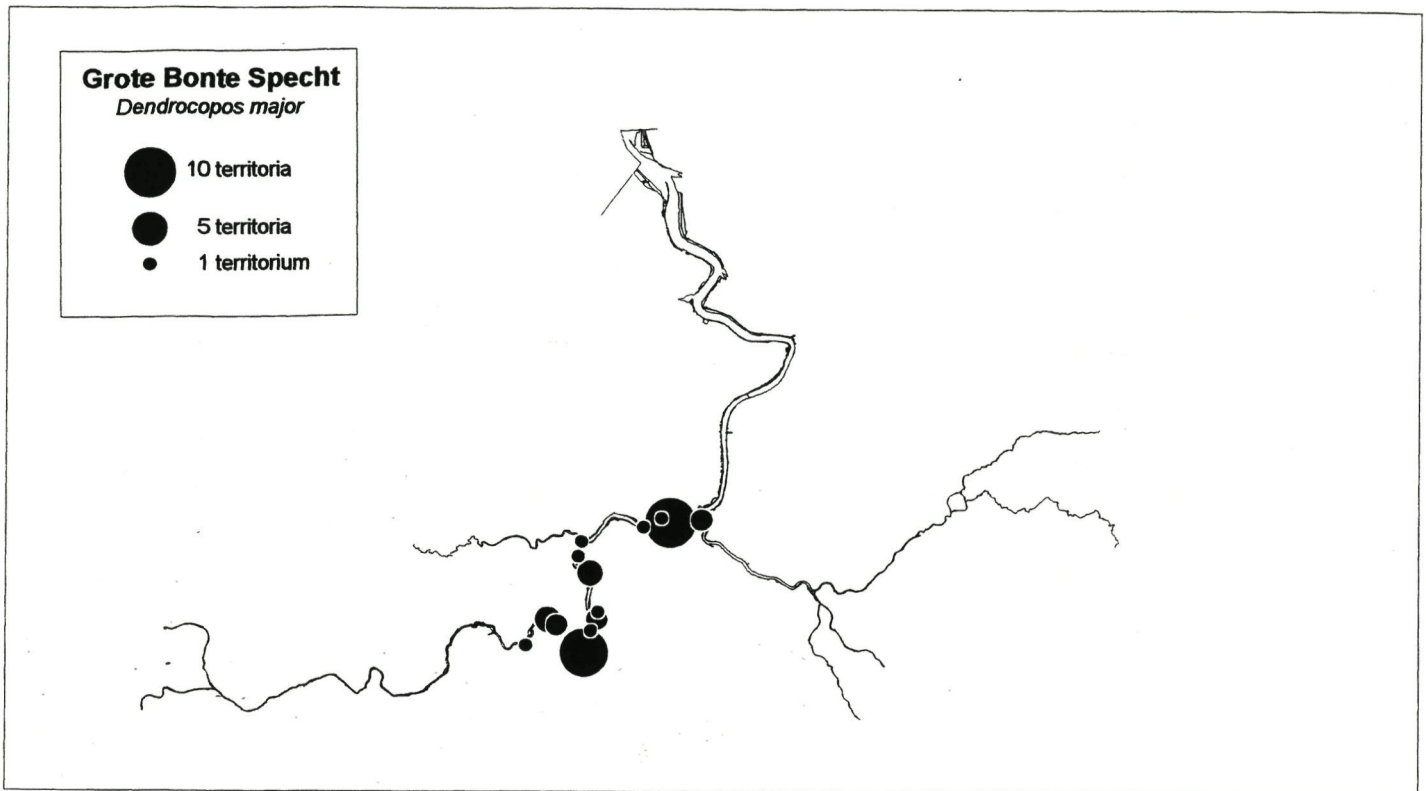 Grote Bonte Specht
Dendrocopos major
10 territoria
5 territoria
1 territorium